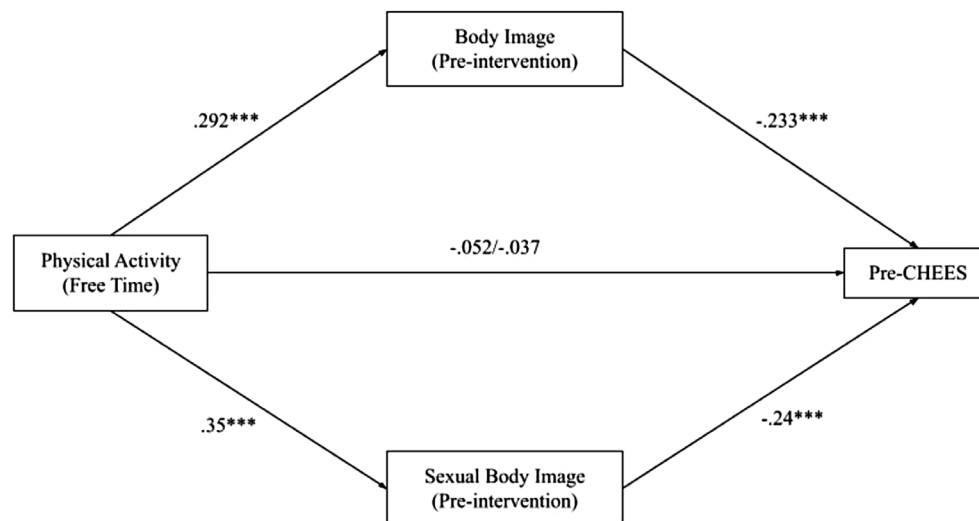 Body Image
(Pre-intervention)
.292***
-.233***
-.052/-.037
Physical Activity
(Free Time)
Pre-CHEES
.35***
-.24***
Sexual Body Image
(Pre-intervention)